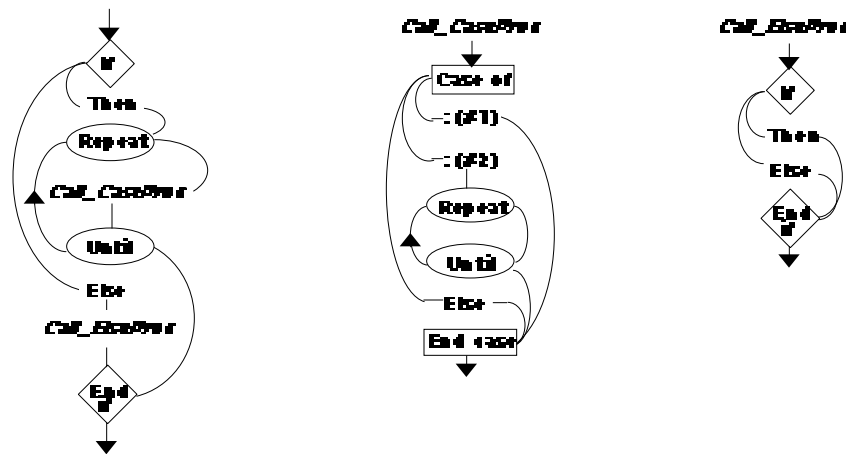 If
Then
Repeat
Call_CaseProc
Until
Else
Call_ElseProc
End if
Call_CaseProc
Case of
: (z=1)
: (z=2)
Repeat
Until
Else
End case
Call_ElseProc
If
Then
Else
End if